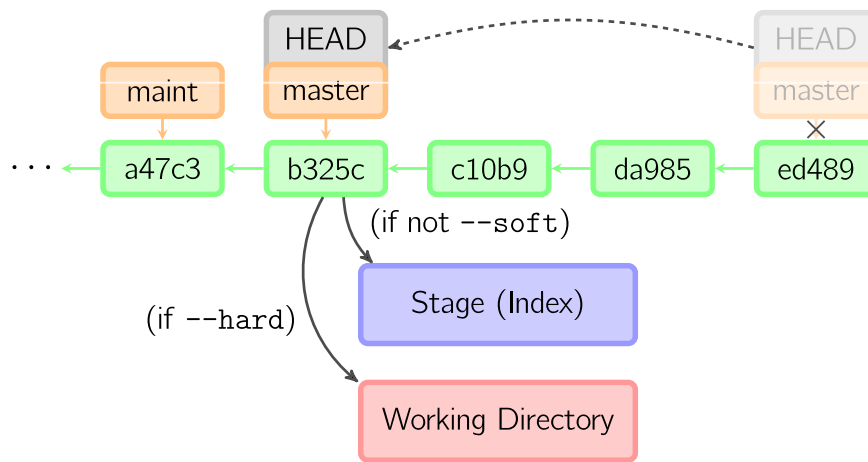 HEAD
HEAD
maint
master
master
... a47c3 b325c c10b9 da985 ed489
(if not --soft)
Stage (Index)
(if --hard)
Working Directory